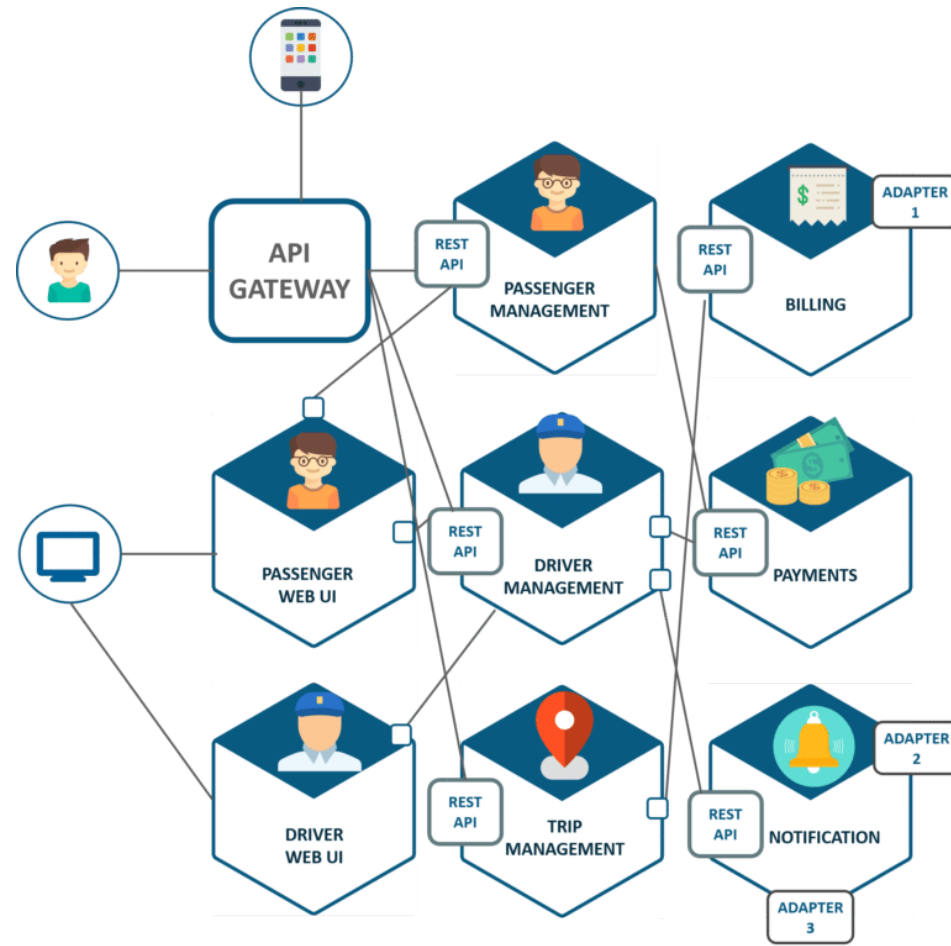 API
GATEWAY
REST
API
PASSENGER
MANAGEMENT
REST
API
BILLING
ADAPTER
1
PASSENGER
WEB UI
REST
API
DRIVER
MANAGEMENT
REST
API
PAYMENTS
DRIVER
WEB UI
REST
API
TRIP
MANAGEMENT
REST
API
NOTIFICATION
ADAPTER
2
ADAPTER
3